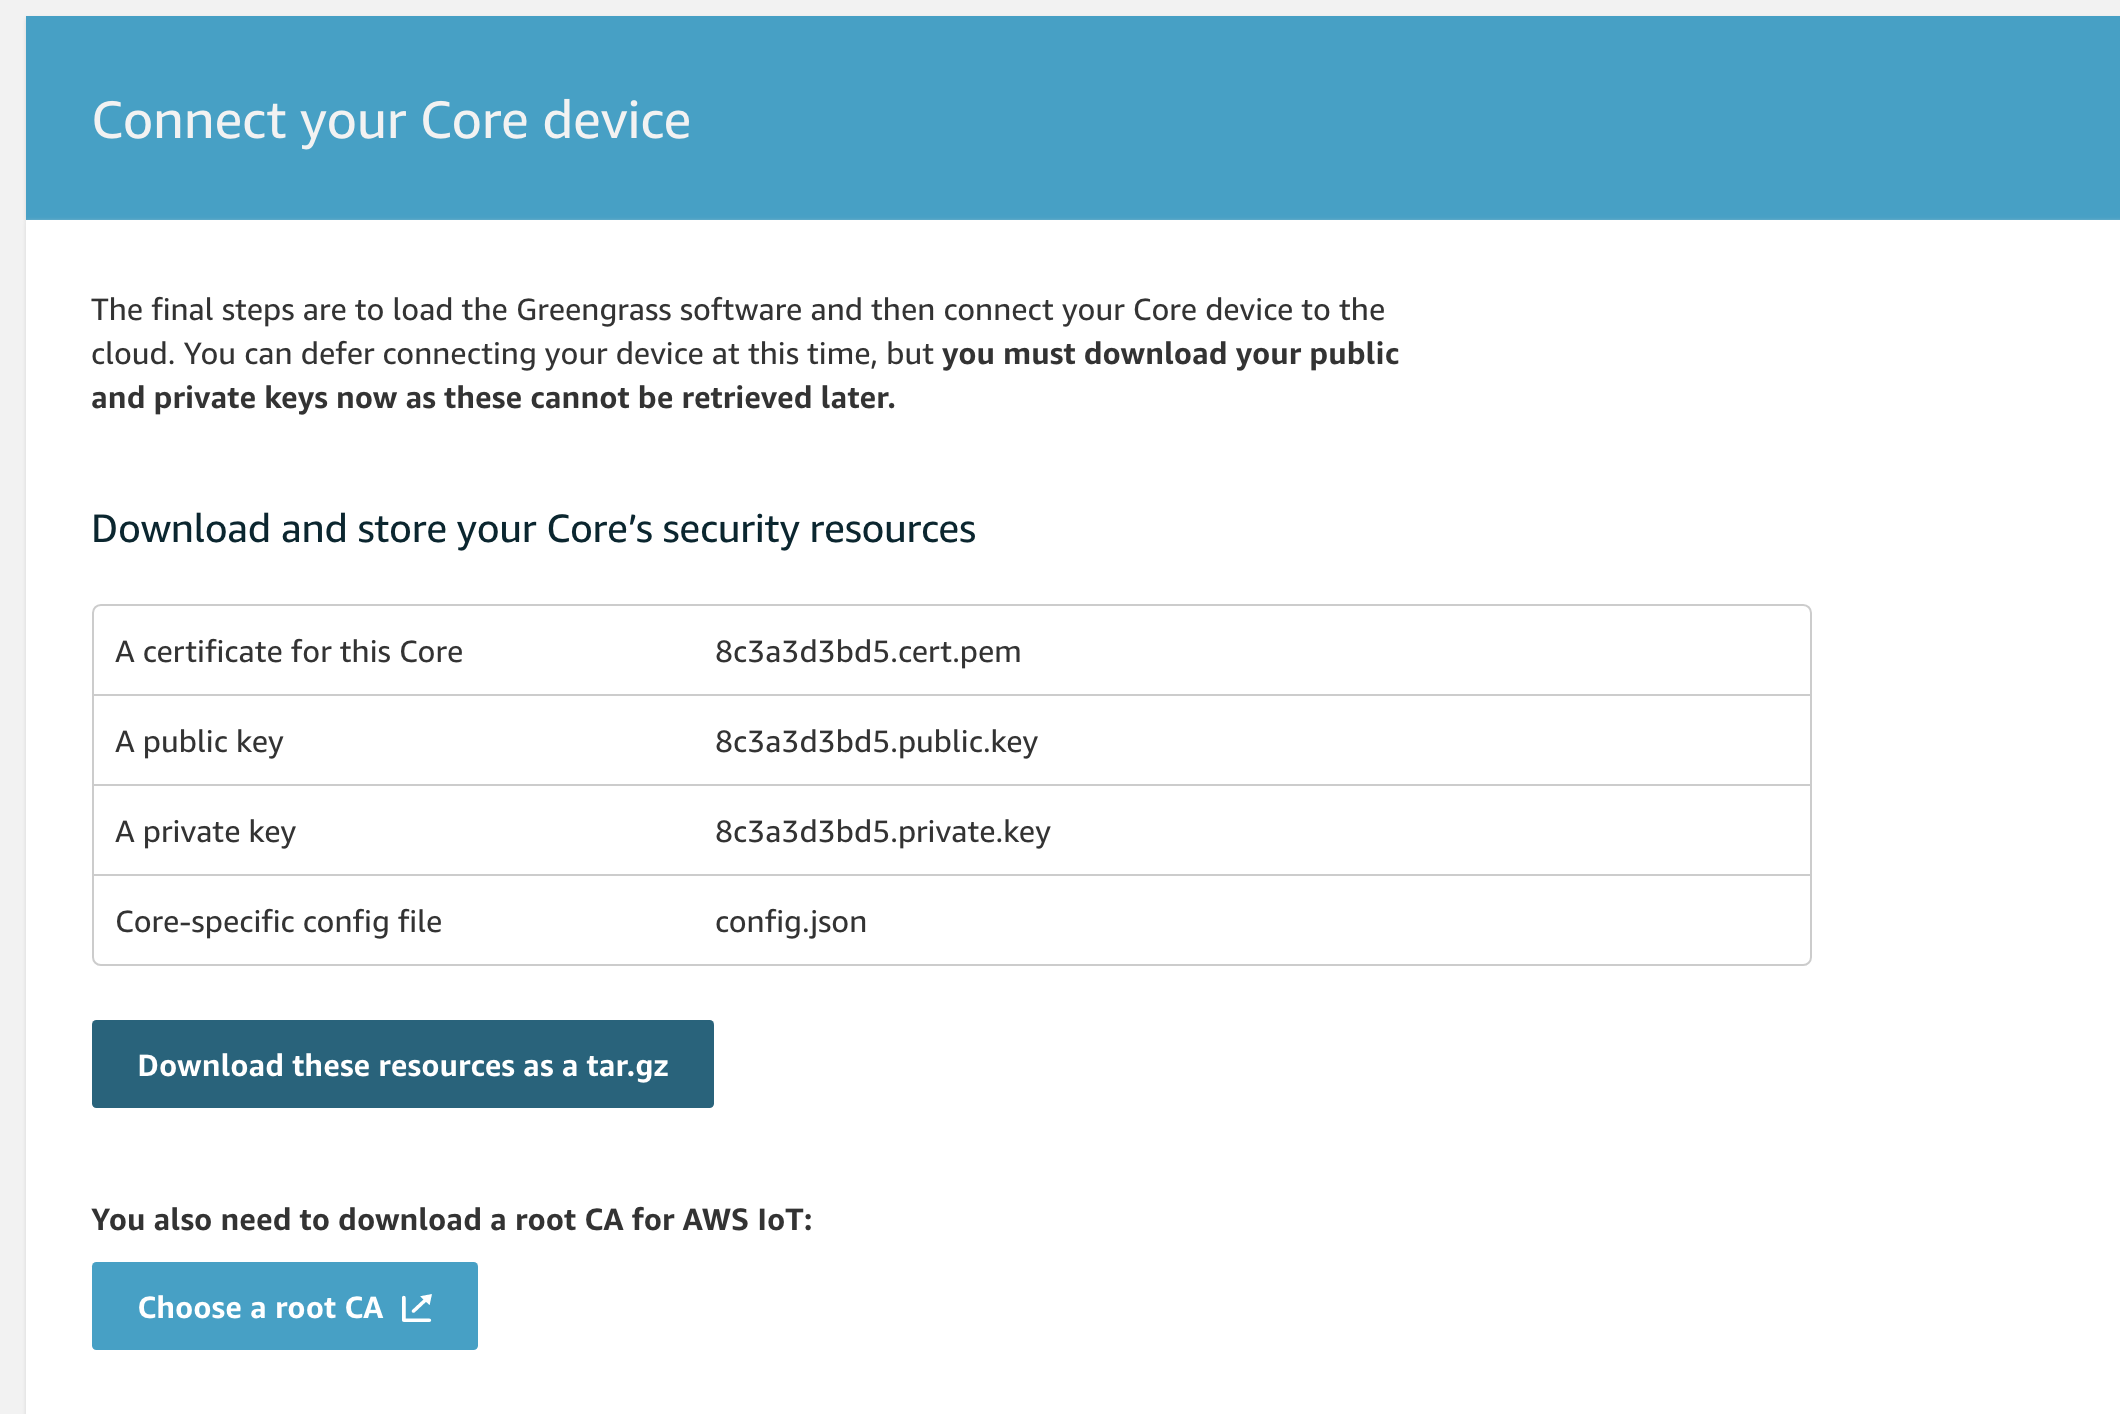 Connect your Core device
The final steps are to load the Greengrass software and then connect your Core device to the
cloud. You can defer connecting your device at this time, but you must download your public
and private keys now as these cannot be retrieved later.
Download and store your Core’s security resources
A certificate for this Core 8c3a3d3bd5.cert.pem
A public key 8c3a3d3bd5.public.key
A private key 8c3a3d3bd5.private.key
Core-specific config file config.json
Download these resources as a tar.gz
You also need to download a root CA for AWS IoT:
Choose a root CA